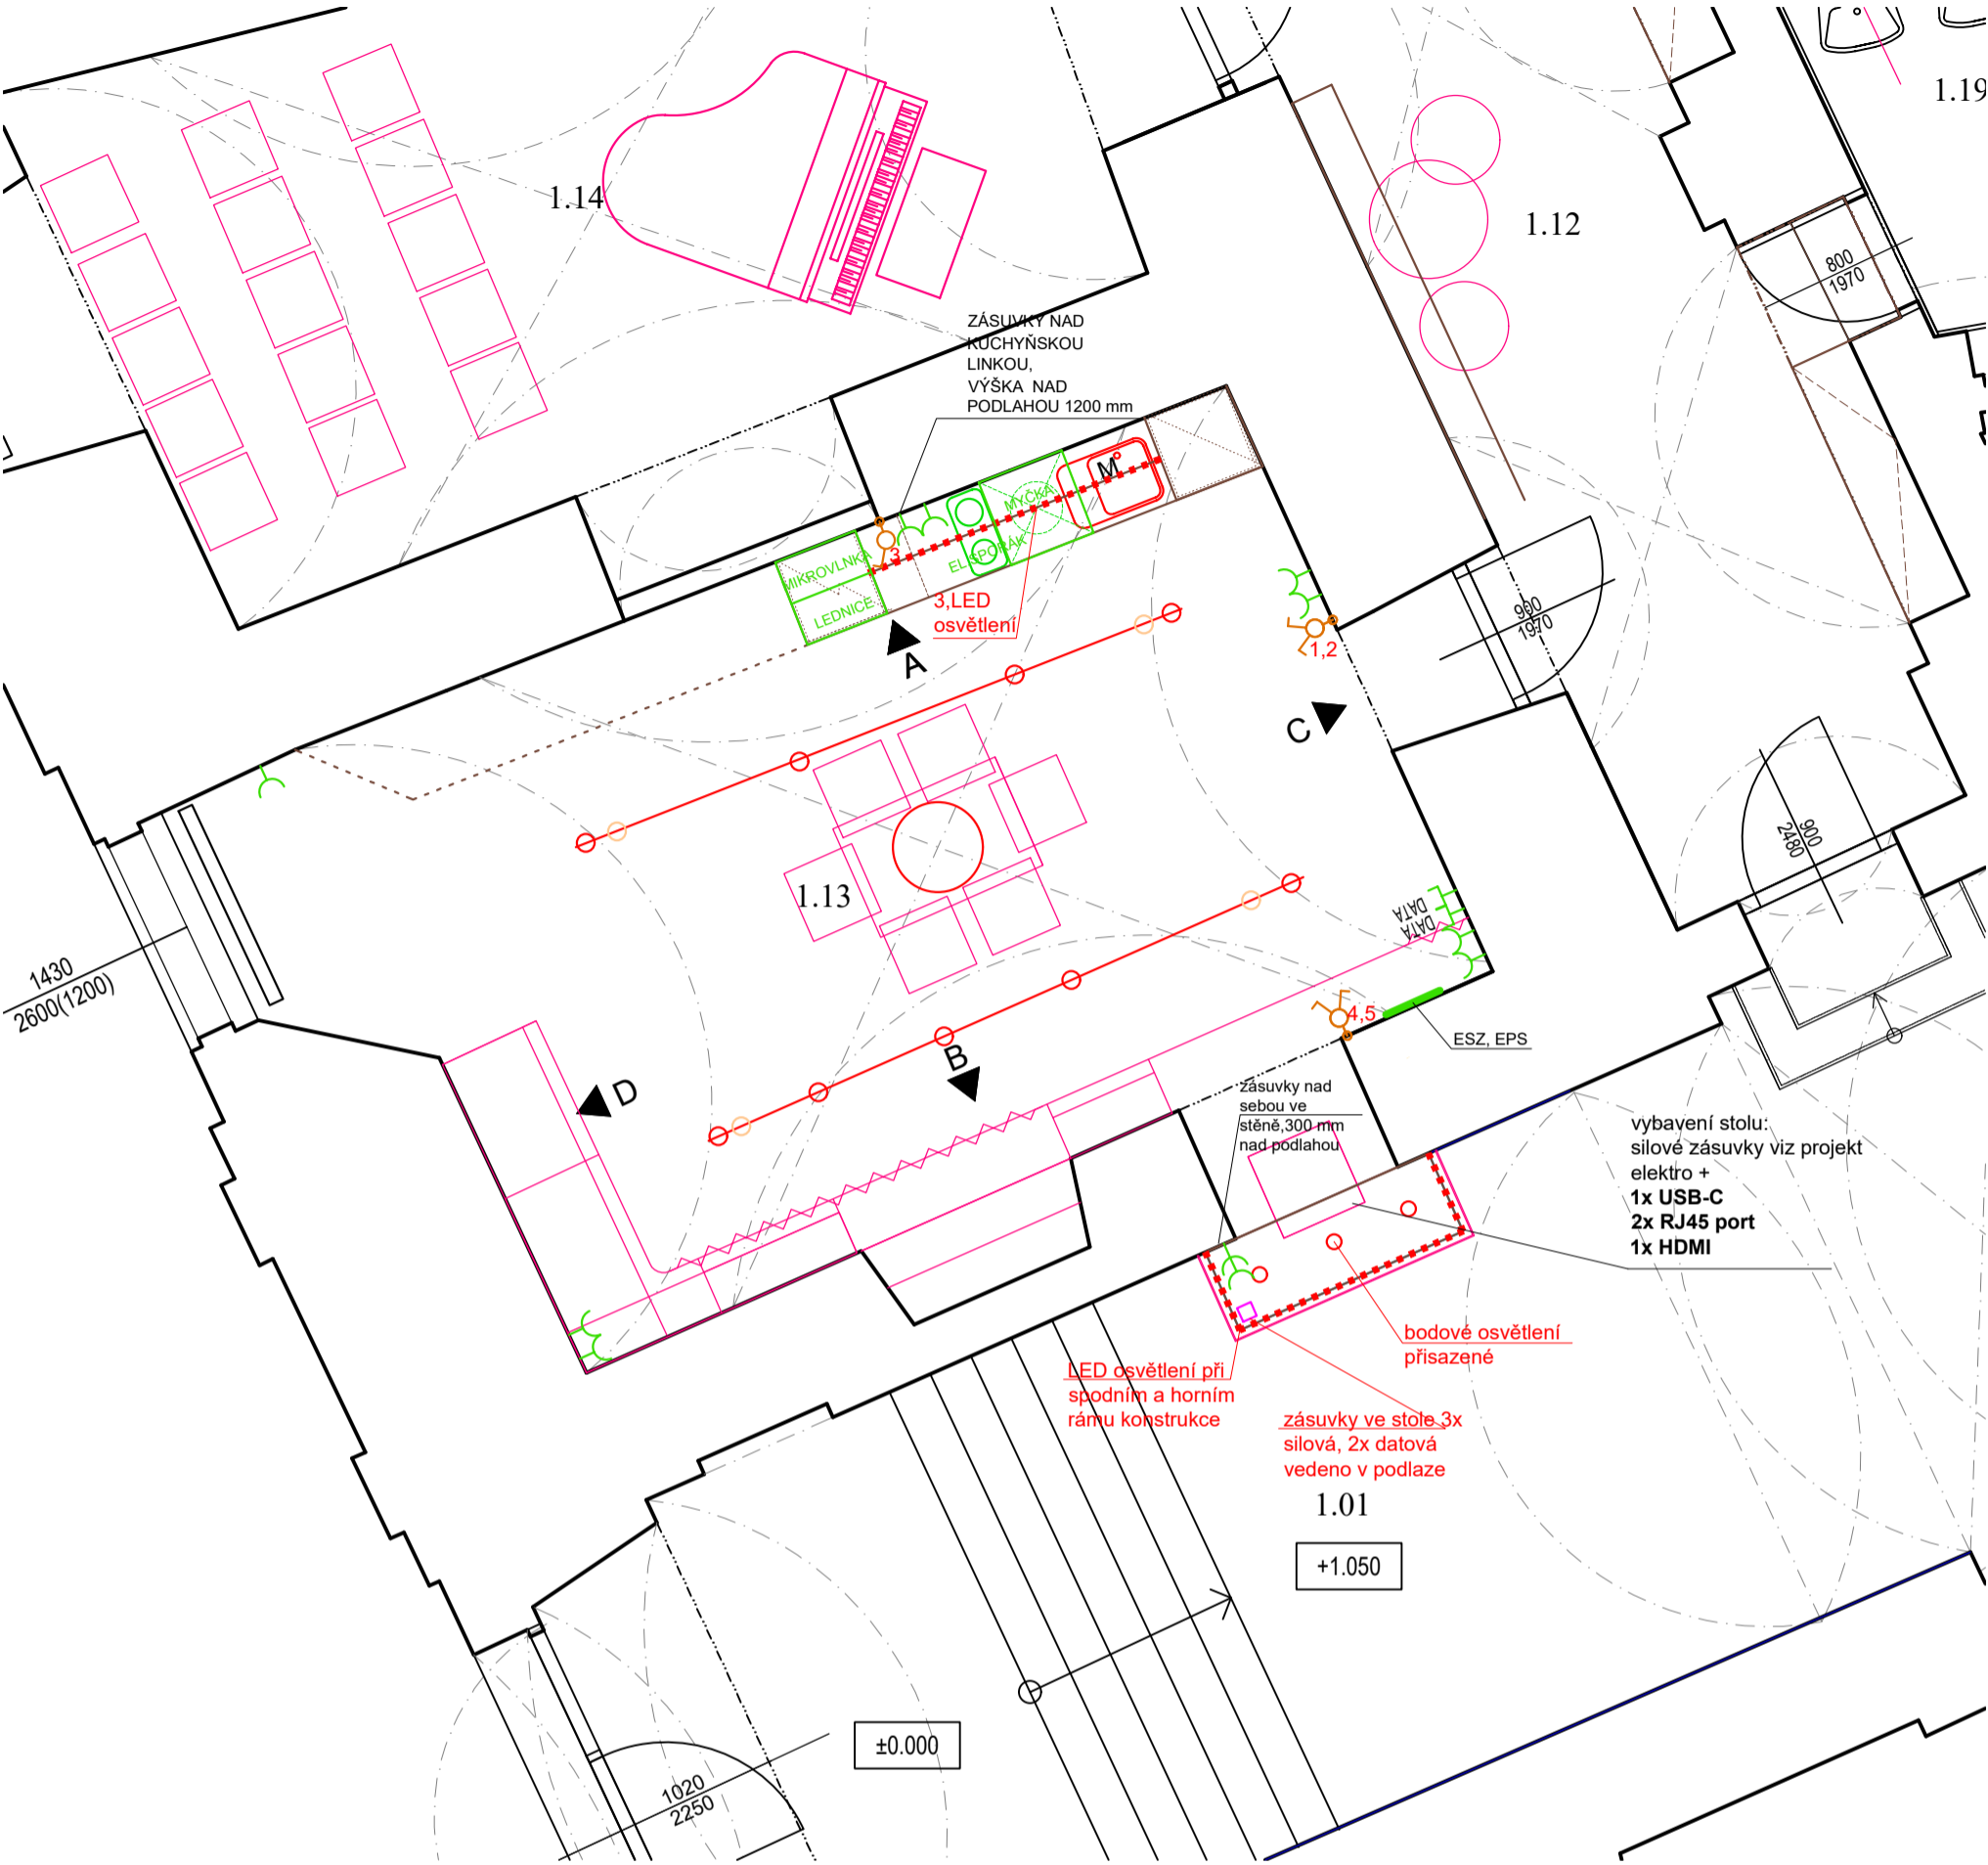 1.19
1.14
1.12
800
1970
ZÁSUVKY NAD
KUCHYŇSKOU
LINKOU,
VÝŠKA NAD
PODLAHOU 1200 mm
M
MYČKA
EL.SPORÁK
MIKROVLNKA
LEDNICE
3
3,LED
osvětlení
A
1,2
900
1970
C
900
2480
1.13
DATA
DATA
1430
2600(1200)
4,5
ESZ, EPS
B
D
zásuvky nad
sebou ve
stěně,300 mm
nad podlahou
vybavení stolu:
silové zásuvky viz projekt
elektro +
1x USB-C
2x RJ45 port
1x HDMI
bodové osvětlení
přisazené
LED osvětlení při
spodním a horním
rámu konstrukce
zásuvky ve stole 3x
silová, 2x datová
vedeno v podlaze
1.01
+1.050
±0.000
1020
2250